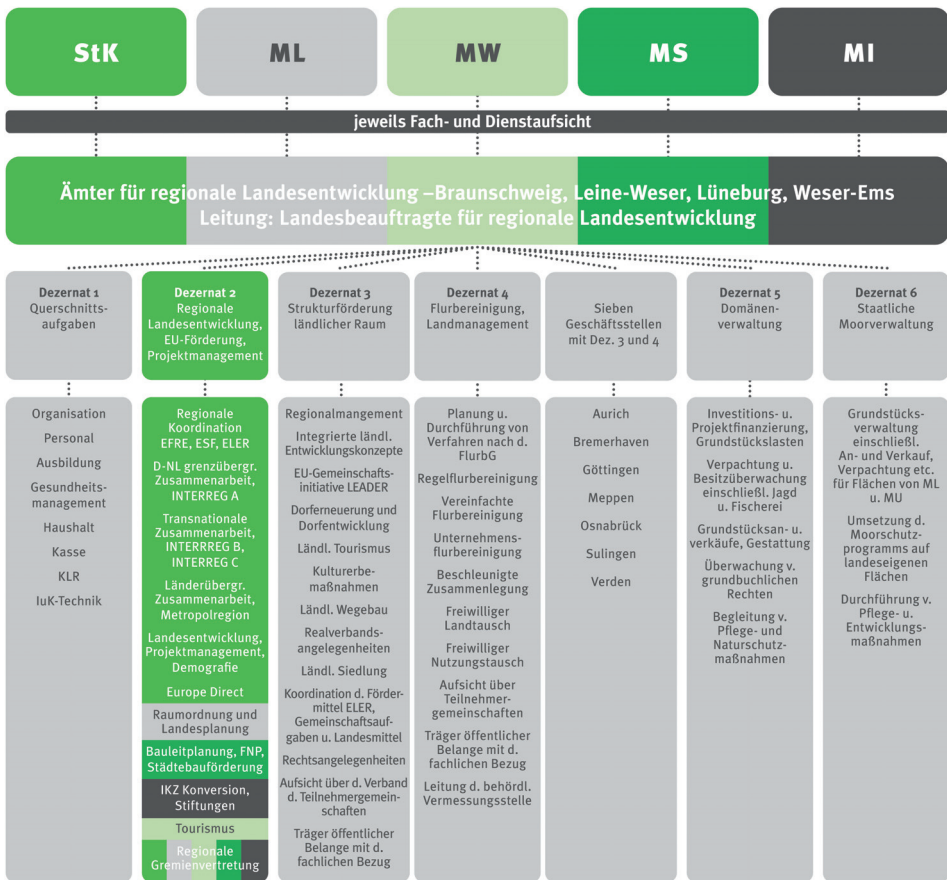 StK
ML
MW
MS
MI
jeweils Fach- und Dienstaufsicht
Ämter für regionale Landesentwicklung –Braunschweig, Leine-Weser, Lüneburg, Weser-Ems
Leitung: Landesbeauftragte für regionale Landesentwicklung
Dezernat 1
Querschnitts-
aufgaben
Dezernat 2
Regionale
Landesentwicklung,
EU-Förderung,
Projektmanagement
Dezernat 3
Strukturförderung
ländlicher Raum
Dezernat 4
Flurbereinigung,
Landmanagement
Sieben
Geschäftsstellen
mit Dez. 3 und 4
Dezernat 5
Domänen-
verwaltung
Dezernat 6
Staatliche
Moorverwaltung
Organisation
Personal
Ausbildung
Gesundheits-
management
Haushalt
Kasse
KLR
IuK-Technik
Regionale
Koordination
EFRE, ESF, ELER
D-NL grenzübergr.
Zusammenarbeit,
INTERREG A
Transnationale
Zusammenarbeit,
INTERRREG B,
INTERREG C
Länderübergr.
Zusammenarbeit,
Metropolregion
Landesentwicklung,
Projektmanagement,
Demografie
Europe Direct
Raumordnung und
Landesplanung
Bauleitplanung, FNP,
Städtebauförderung
IKZ Konversion,
Stiftungen
Tourismus
Regionale
Gremienvertretung
Regionalmangement
Integrierte ländl.
Entwicklungskonzepte
EU-Gemeinschafts-
initiative LEADER
Dorferneuerung und
Dorfentwicklung
Ländl. Tourismus
Kulturerbe-
maßnahmen
Ländl. Wegebau
Realverbands-
angelegenheiten
Ländl. Siedlung
Koordination d. Förder-
mittel ELER,
Gemeinschaftsauf-
gaben u. Landesmittel
Rechtsangelegenheiten
Aufsicht über d. Verband
d. Teilnehmergemein-
schaften
Träger öffentlicher
Belange mit d.
fachlichen Bezug
Planung u.
Durchführung von
Verfahren nach d.
FlurbG
Regelflurbereinigung
Vereinfachte
Flurbereinigung
Unternehmens-
flurbereinigung
Beschleunigte
Zusammenlegung
Freiwilliger
Landtausch
Freiwilliger
Nutzungstausch
Aufsicht über
Teilnehmer-
gemeinschaften
Träger öffentlicher
Belange mit d.
fachlichen Bezug
Leitung d. behördl.
Vermessungsstelle
Aurich
Bremerhaven
Göttingen
Meppen
Osnabrück
Sulingen
Verden
Investitions- u.
Projektfinanzierung,
Grundstückslasten
Verpachtung u.
Besitzüberwachung
einschließl. Jagd
u. Fischerei
Grundstücksan- u.
verkäufe, Gestattung
Überwachung v.
grundbuchlichen
Rechten
Begleitung v.
Pflege- und
Naturschutz-
maßnahmen
Grundstücks-
verwaltung
einschließl.
An- und Verkauf,
Verpachtung etc.
für Flächen von ML
u. MU
Umsetzung d.
Moorschutz-
programms auf
landeseigenen
Flächen
Durchführung v.
Pflege- u.
Entwicklungs-
maßnahmen